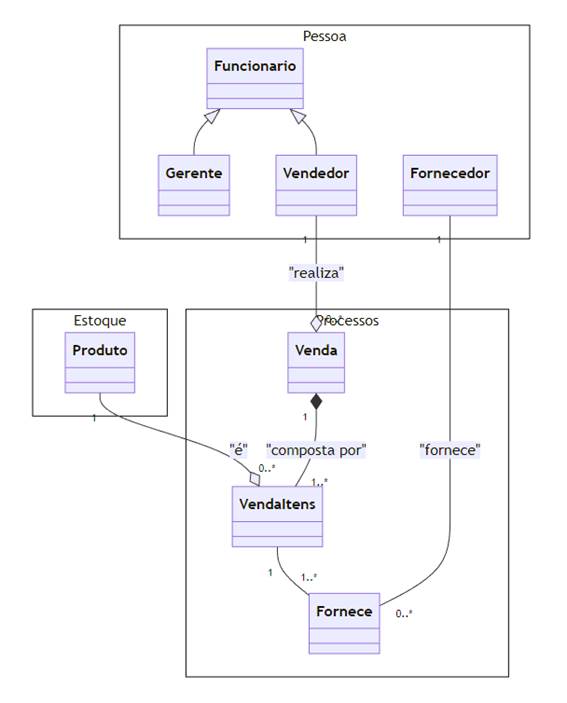 Pessoa
Funcionario
Gerente
Vendedor
Fornecedor
1
1
"realiza"
Estoque
Processos
0..*
Produto
Venda
1
1
"é"
"composta por"
"fornece"
0..*
1..*
VendaItens
1
1..*
Fornece
0..*